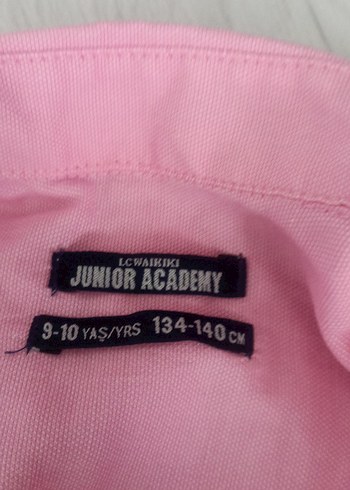 LCWAIKIKI
JUNIOR ACADEMY
9-10 YAŞ/YRS 134-140 CM